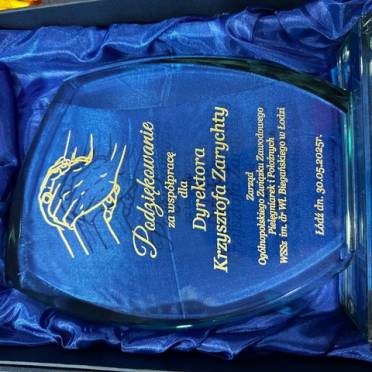 Podziękowanie
za współpracę
dla
Dyrektora
Krzysztofa Zarychty
Zarząd
Ogólnopolskiego Związku Zawodowego
Pielęgniarek i Położnych
WSSz im. dr Wł. Biegańskiego w Łodzi
Łódź dn. 30.05.2025r.